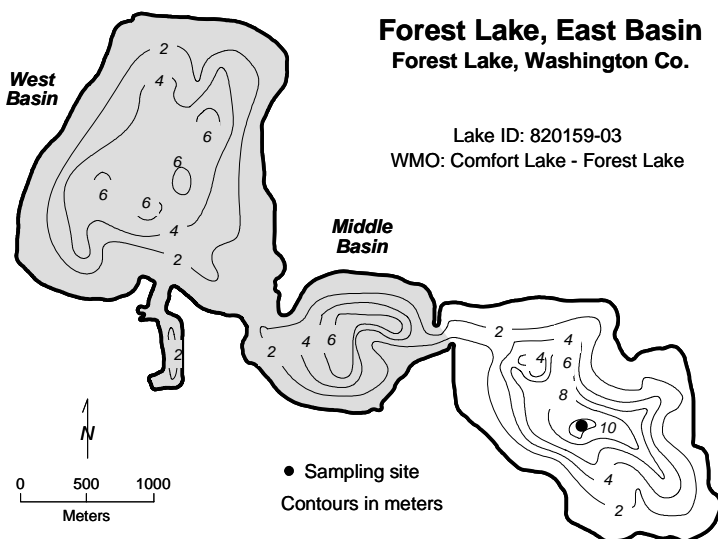 Forest Lake, East Basin
Forest Lake, Washington Co.
Lake ID: 820159-03
WMO: Comfort Lake - Forest Lake
West
Basin
2
4
6
6
6
6
4
2
2
Middle
Basin
2
4
6
2
4
4
6
8
10
4
2
N
0 500 1000
Meters
Sampling site
Contours in meters